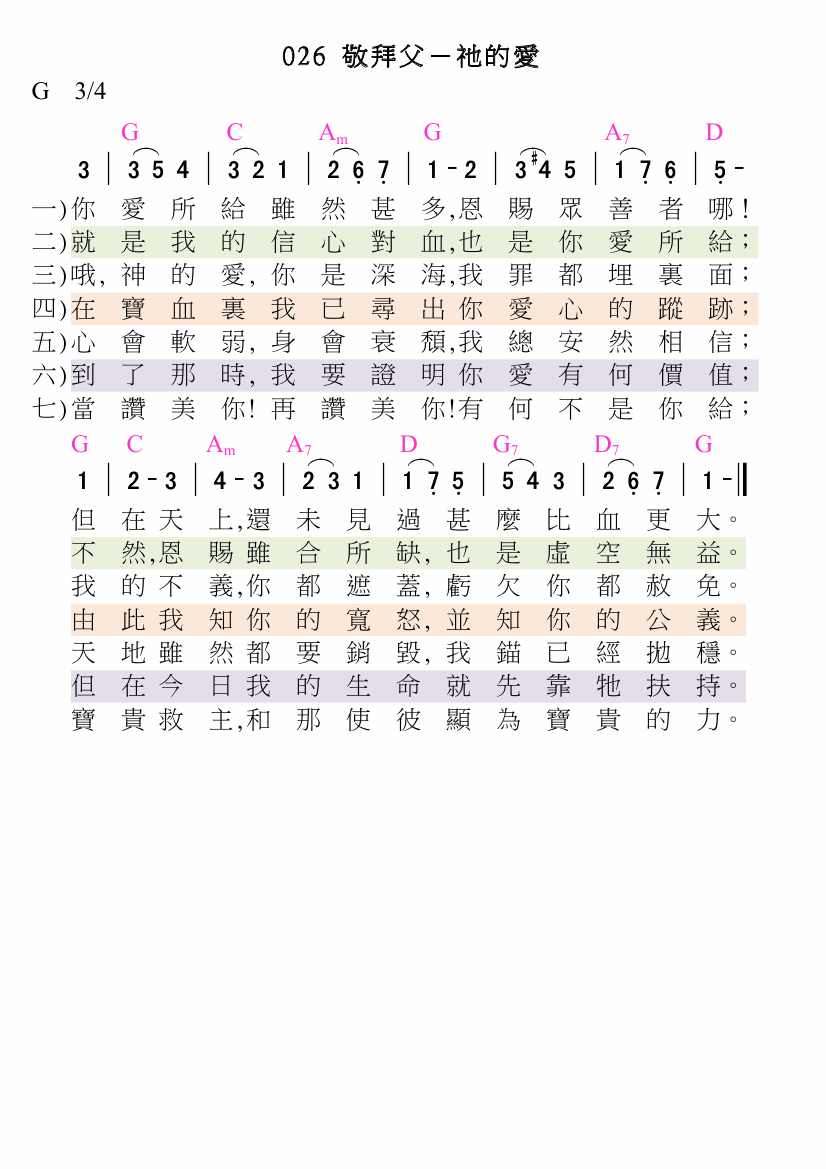 026 敬拜父－祂的愛
G 3/4
G C Am G A7 D
3 | 3 5 4 | 3 2 1 | 2 6̣ 7̣ | 1 - 2 | 3 #4 5 | 1 7̣ 6̣ | 5̣ -
一)你愛所給雖然甚多,恩賜眾善者哪!
二)就是我的信心對血,也是你愛所給;
三)哦,神的愛,你是深海,我罪都埋裏面;
四)在寶血裏我已尋出你愛心的蹤跡;
五)心會軟弱,身會衰頹,我總安然相信;
六)到了那時,我要證明你愛有何價值;
七)當讚美你!再讚美你!有何不是你給;
G C Am A7 D G7 D7 G
1 | 2 - 3 | 4 - 3 | 2 3 1 | 1 7̣ 5̣ | 5 4 3 | 2 6̣ 7̣ | 1 - ‖
但在天上,還未見過甚麼比血更大。
不然,恩賜雖合所缺,也是虛空無益。
我的不義,你都遮蓋,虧欠你都赦免。
由此我知你的寬怒,並知你的公義。
天地雖然都要銷毀,我錨已經拋穩。
但在今日我的生命就先靠牠扶持。
寶貴救主,和那使彼顯為寶貴的力。